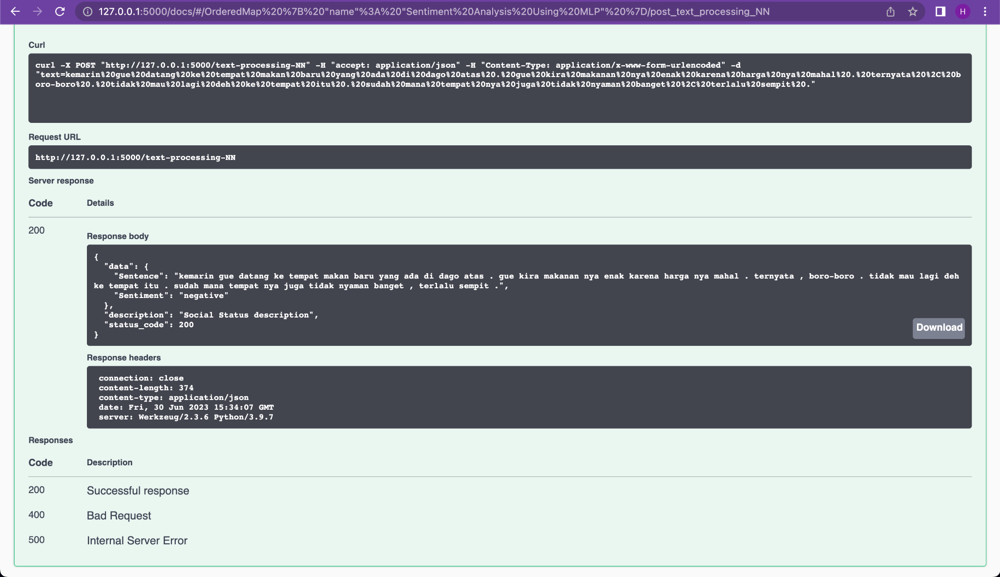 127.0.0.1:5000/docs/#/OrderedMap%20%7B%20"name"%3A%20"Sentiment%20Analysis%20Using%20MLP"%20%7D/post_text_processing_NN
H
Curl
curl -X POST "http://127.0.0.1:5000/text-processing-NN" -H "accept: application/json" -H "Content-Type: application/x-www-form-urlencoded" -d
"text=kemarin%20gue%20datang%20ke%20tempat%20makan%20baru%20yang%20ada%20di%20dago%20atas%20.%20gue%20kira%20makanan%20nya%20enak%20karena%20harga%20nya%20mahal%20.%20ternyata%20%2C%20b
oro-boro%20.%20tidak%20mau%20lagi%20deh%20ke%20tempat%20itu%20.%20sudah%20mana%20tempat%20nya%20juga%20tidak%20nyaman%20banget%20%2C%20terlalu%20sempit%20."
Request URL
http://127.0.0.1:5000/text-processing-NN
Server response
Code Details
200
Response body
{
"data": {
"Sentence": "kemarin gue datang ke tempat makan baru yang ada di dago atas . gue kira makanan nya enak karena harga nya mahal . ternyata , boro-boro . tidak mau lagi deh
ke tempat itu . sudah mana tempat nya juga tidak nyaman banget , terlalu sempit .",
"Sentiment": "negative"
},
"description": "Social Status description",
"status_code": 200
}
Download
Response headers
connection: close
content-length: 374
content-type: application/json
date: Fri, 30 Jun 2023 15:34:07 GMT
server: Werkzeug/2.3.6 Python/3.9.7
Responses
Code Description
200 Successful response
400 Bad Request
500 Internal Server Error